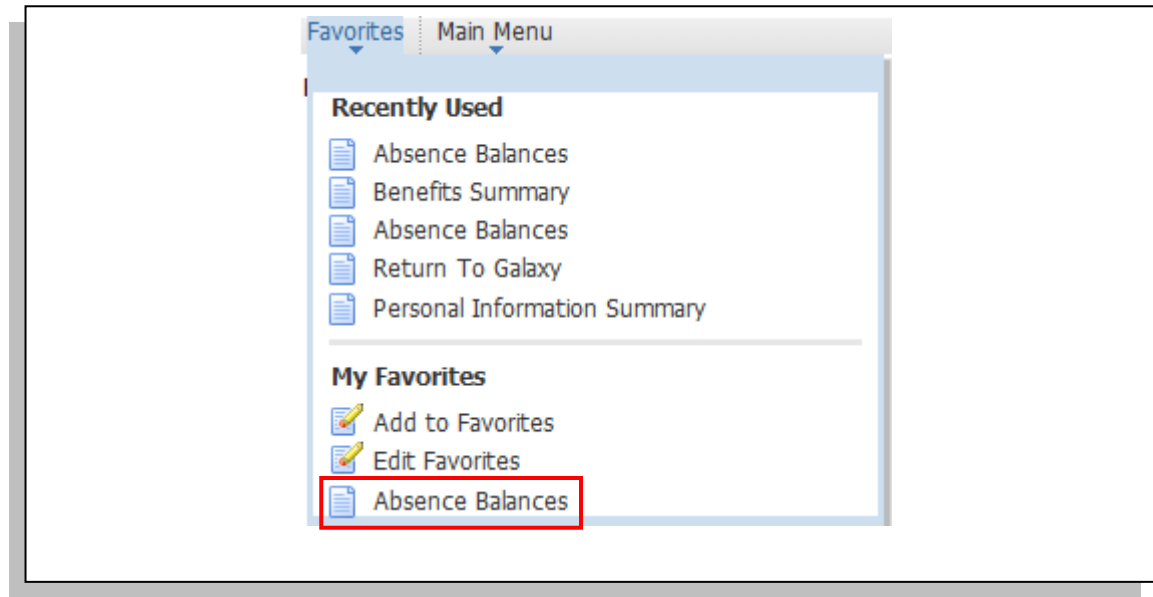 Favorites Main Menu
Recently Used
Absence Balances
Benefits Summary
Absence Balances
Return To Galaxy
Personal Information Summary
My Favorites
Add to Favorites
Edit Favorites
Absence Balances